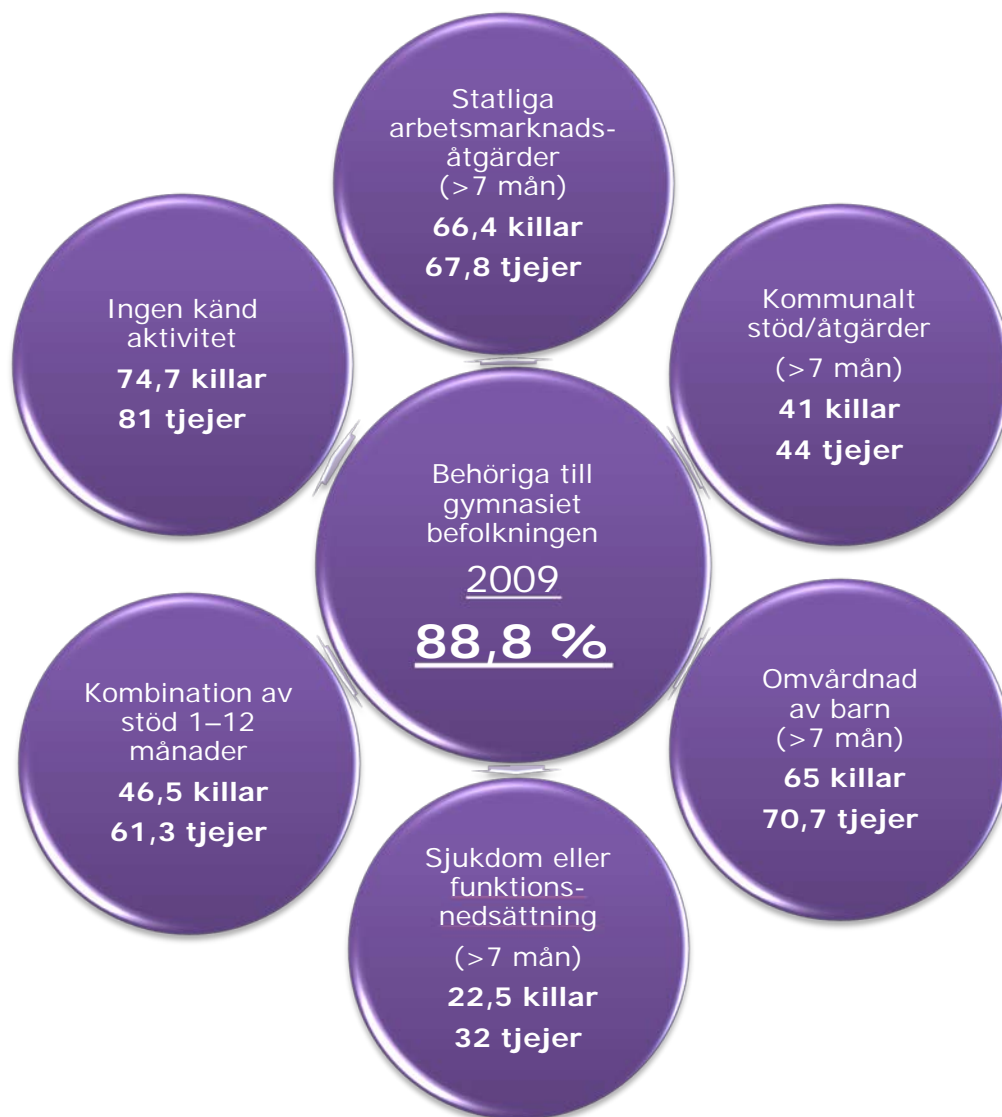 Statliga
arbetsmarknads-
åtgärder
(>7 mån)
66,4 killar
67,8 tjejer
Kommunalt
stöd/åtgärder
(>7 mån)
41 killar
44 tjejer
Omvårdnad
av barn
(>7 mån)
65 killar
70,7 tjejer
Sjukdom eller
funktions-
nedsättning
(>7 mån)
22,5 killar
32 tjejer
Kombination av
stöd 1–12
månader
46,5 killar
61,3 tjejer
Ingen känd
aktivitet
74,7 killar
81 tjejer
Behöriga till
gymnasiet
befolkningen
2009
88,8 %